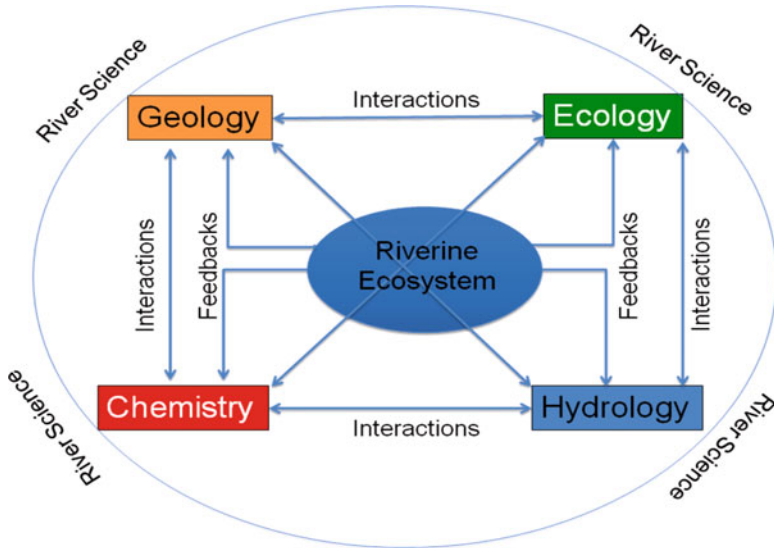 River Science
River Science
Interactions
Geology
Ecology
Interactions
Feedbacks
Riverine
Ecosystem
Feedbacks
Interactions
Chemistry
Hydrology
Interactions
River Science
River Science